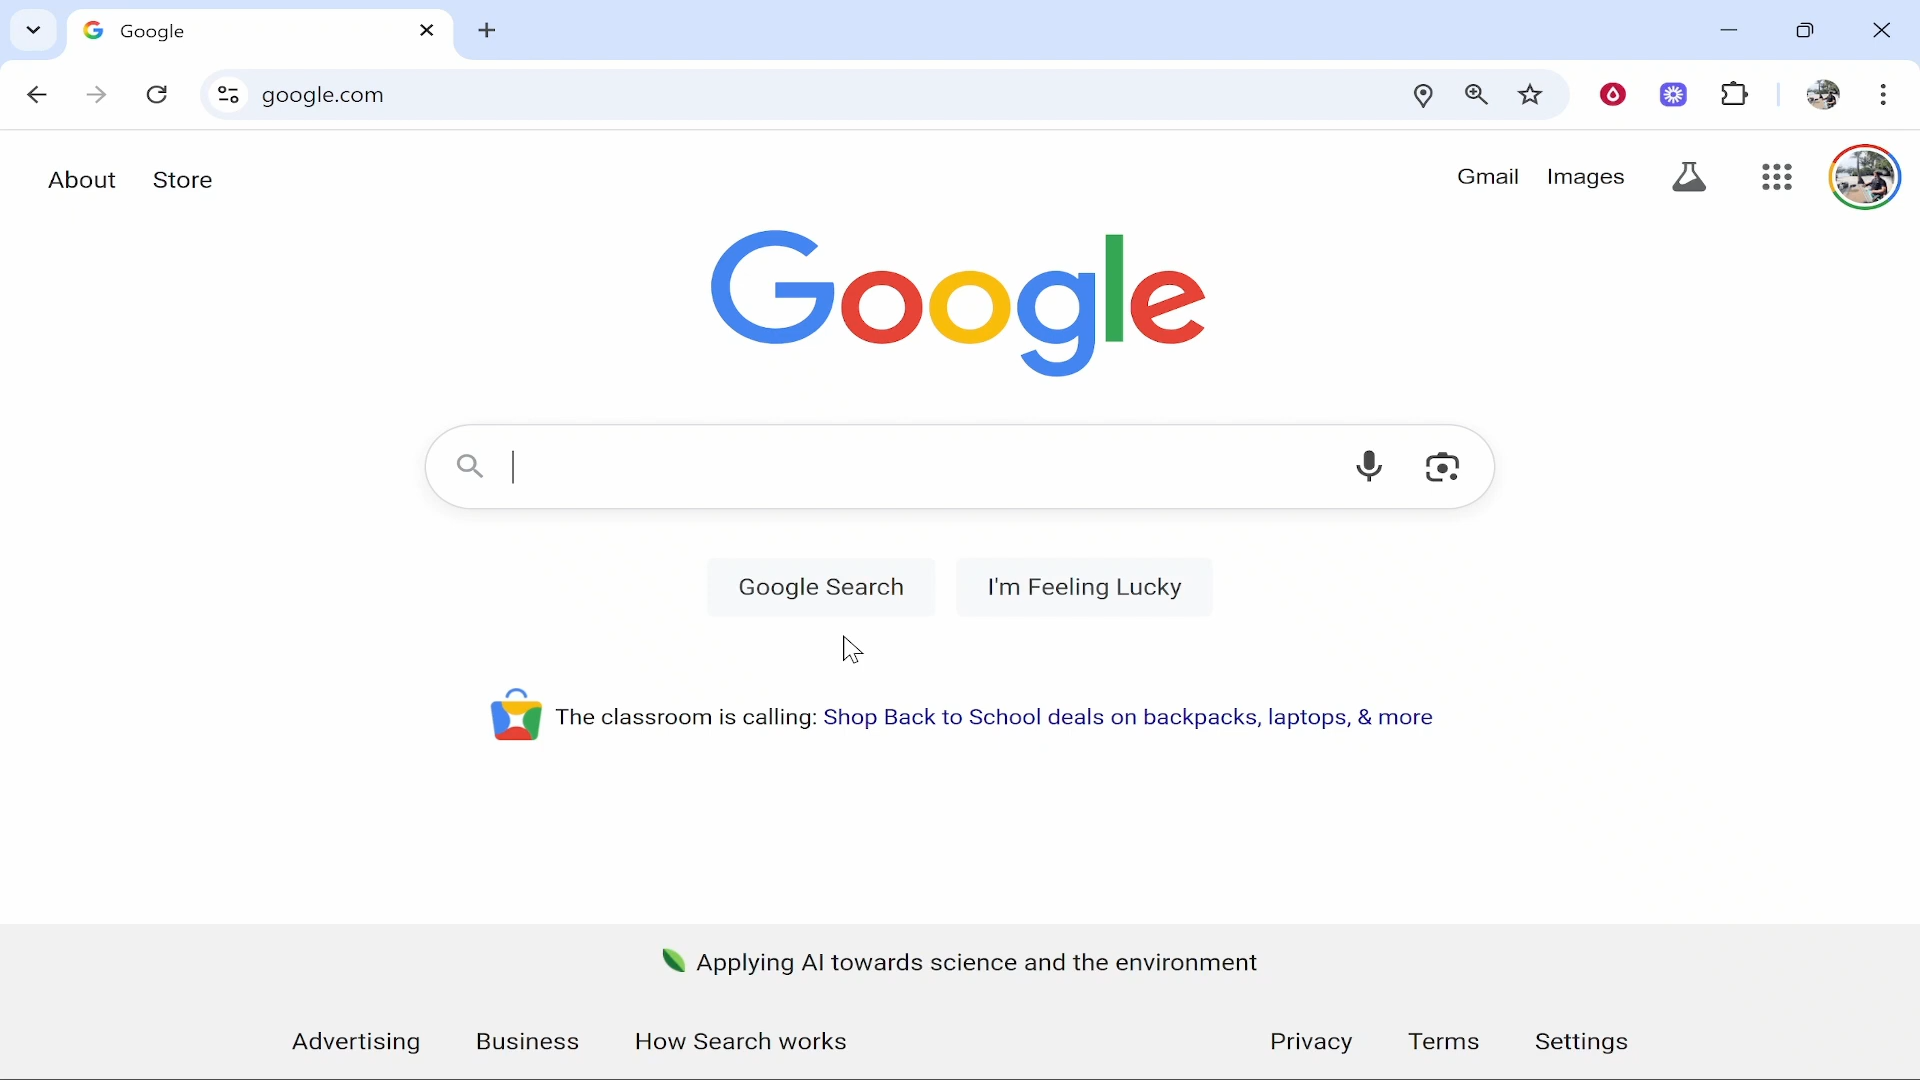 Google
google.com
About Store
Gmail Images
Google
Google Search I'm Feeling Lucky
The classroom is calling: Shop Back to School deals on backpacks, laptops, & more
Applying AI towards science and the environment
Advertising Business How Search works Privacy Terms Settings